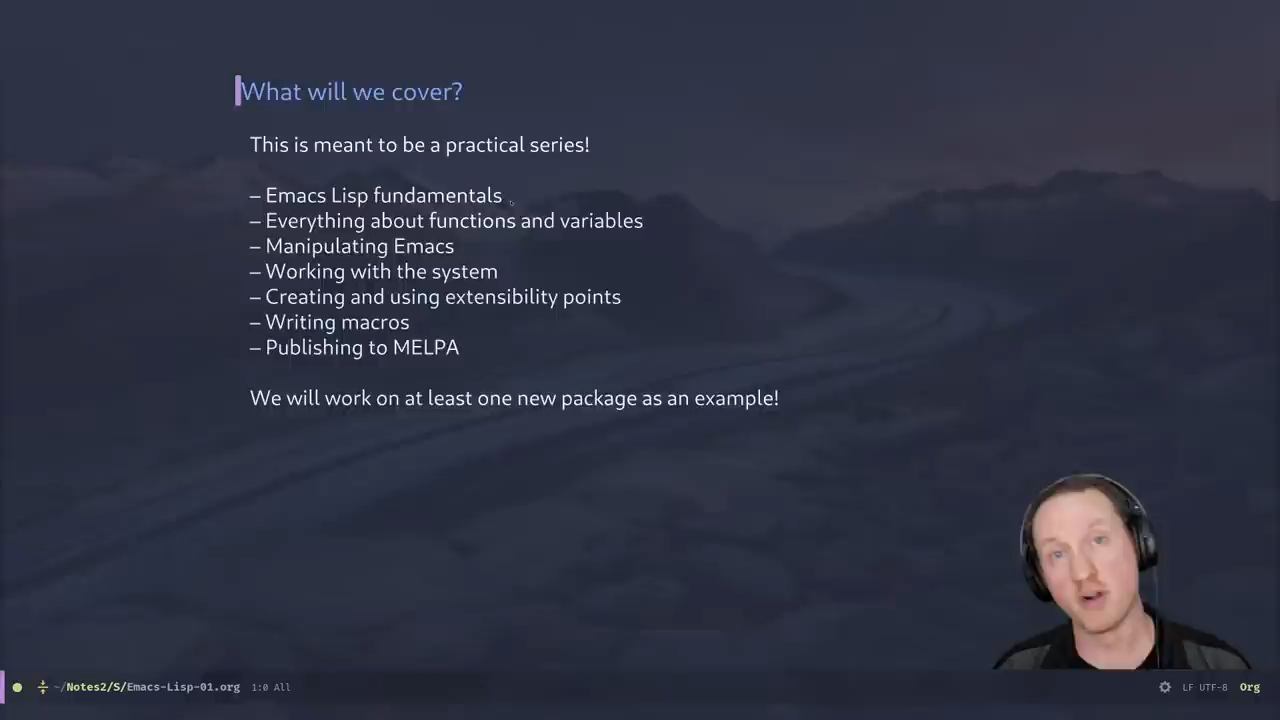 What will we cover?
This is meant to be a practical series!
– Emacs Lisp fundamentals
– Everything about functions and variables
– Manipulating Emacs
– Working with the system
– Creating and using extensibility points
– Writing macros
– Publishing to MELPA
We will work on at least one new package as an example!
~/Notes2/S/Emacs-Lisp-01.org 1:0 All LF UTF-8 Org